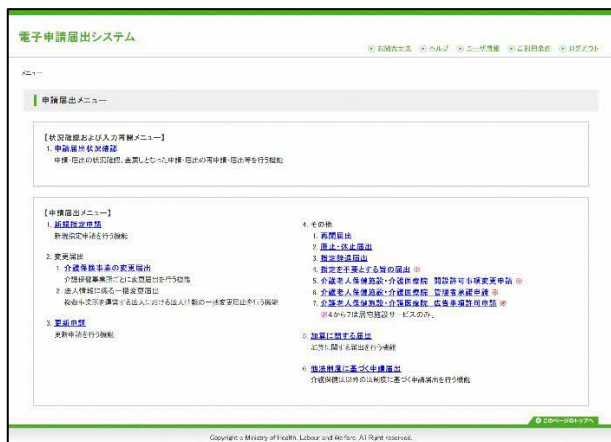 電子申請届出システム
お問合せ先 ヘルプ ユーザ情報 ご利用条件 ログアウト
メニュー
申請届出メニュー
【状況確認および入力再開メニュー】
1. 申請届出状況確認
申請・届出の状況確認、差戻しとなった申請・届出の再申請・届出等を行う機能
【申請届出メニュー】
1. 新規指定申請
新規指定申請を行う機能
2. 変更届出
1. 介護保険事業の変更届出
介護保険事業所ごとに変更届出を行う機能
2. 法人情報に係る一括変更届出
複数事業所を運営する法人における法人情報の一括変更届出を行う機能
3. 更新申請
更新申請を行う機能
4. その他
1. 再開届出
2. 廃止・休止届出
3. 指定辞退届出
4. 指定を不要とする旨の届出 ※
5. 介護老人保健施設・介護医療院 開設許可事項変更申請 ※
6. 介護老人保健施設・介護医療院 管理者承認申請 ※
7. 介護老人保健施設・介護医療院 広告事項許可申請 ※
※4から7は居宅施設サービスのみ。
5. 加算に関する届出
加算に関する届出を行う機能
6. 他法制度に基づく申請届出
介護保険法以外の法制度に基づく申請届出を行う機能
このページのトップへ
Copyright c Ministry of Health, Labour and Welfare, All Right reserved.